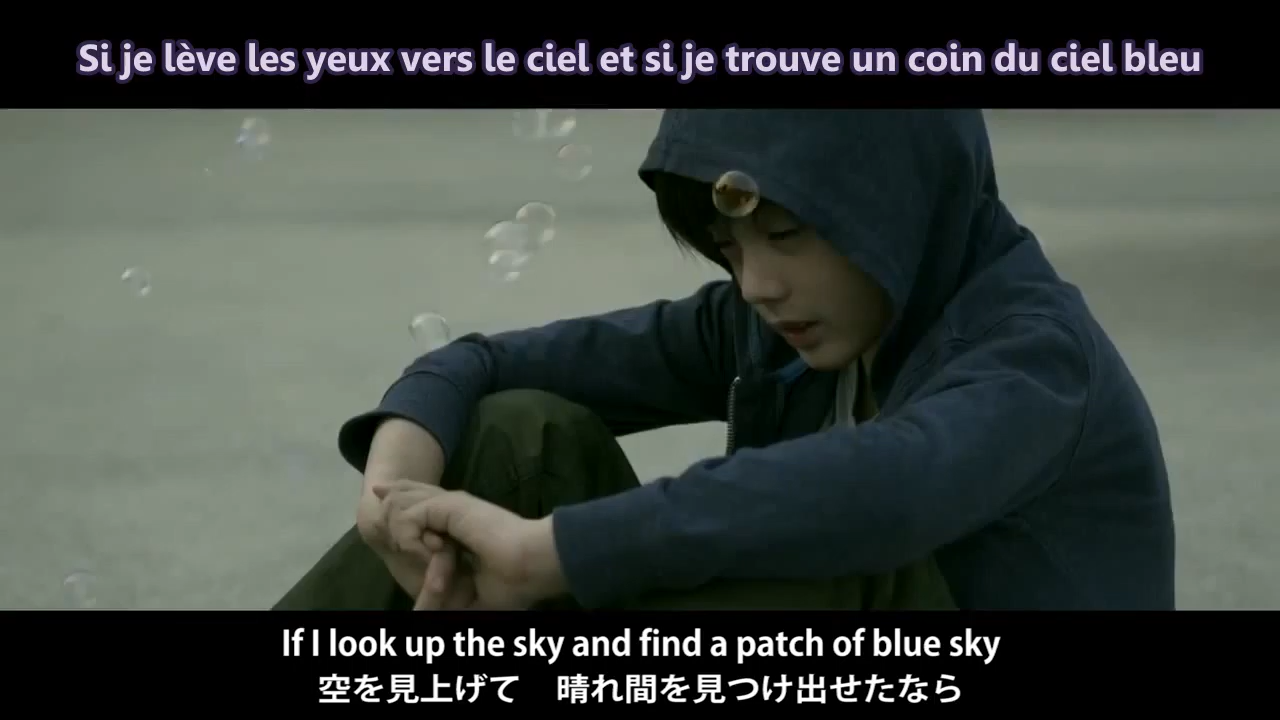 Si je lève les yeux vers le ciel et si je trouve un coin du ciel bleu
If I look up the sky and find a patch of blue sky
空を見上げて　晴れ間を見つけ出せたなら